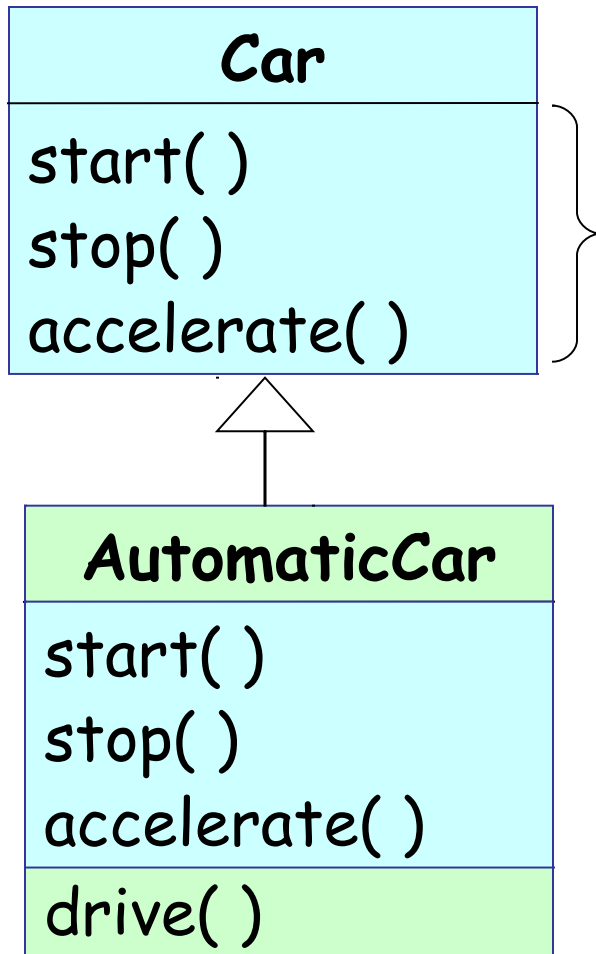 Car
start( )
stop( )
accelerate( )
AutomaticCar
start( )
stop( )
accelerate( )
drive( )